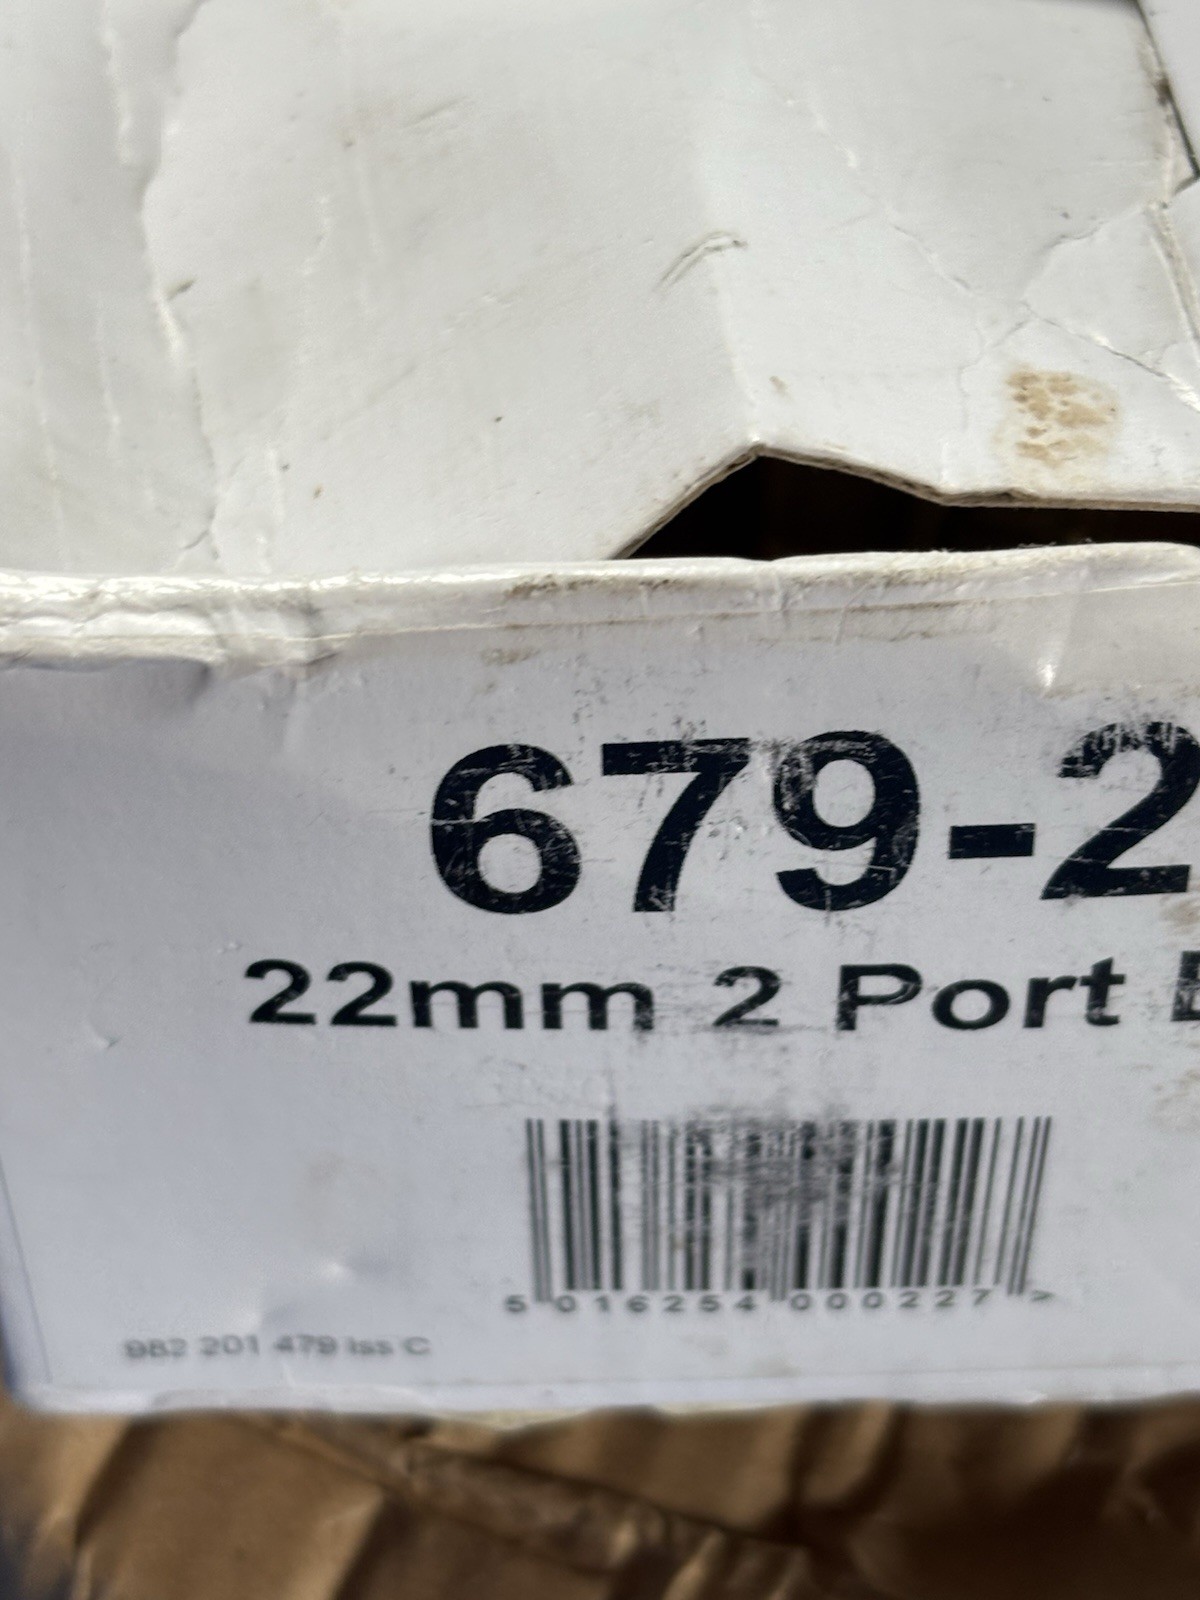 679-2
22mm 2 Port
5 016254 000227 >
982 201 479 Iss C